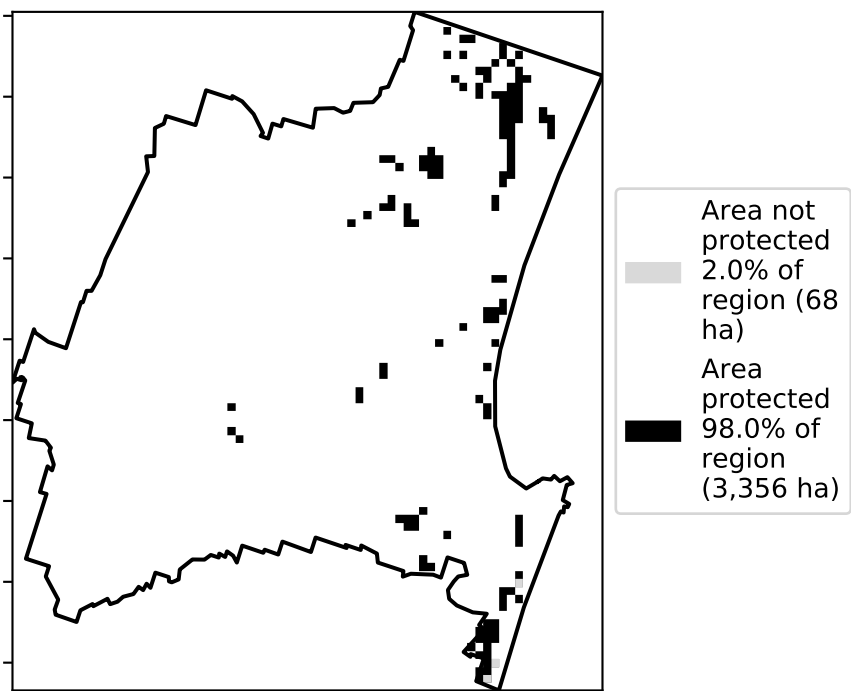 Area not
protected
2.0% of
region (68
ha)
Area
protected
98.0% of
region
(3,356 ha)